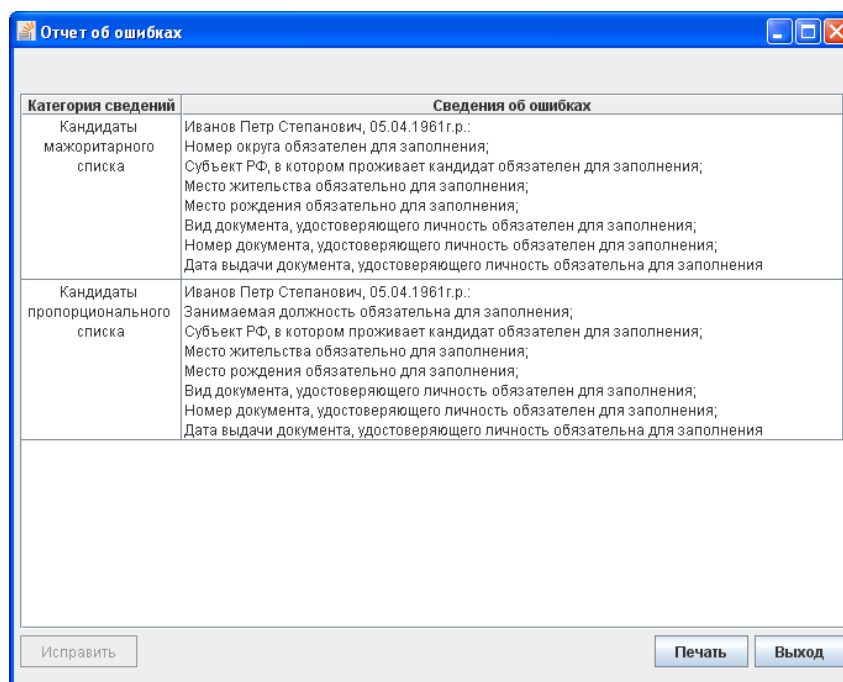 Отчет об ошибках
Категория сведений Сведения об ошибках
Кандидаты мажоритарного списка
Иванов Петр Степанович, 05.04.1961г.р.:
Номер округа обязателен для заполнения;
Субъект РФ, в котором проживает кандидат обязателен для заполнения;
Место жительства обязательно для заполнения;
Место рождения обязательно для заполнения;
Вид документа, удостоверяющего личность обязателен для заполнения;
Номер документа, удостоверяющего личность обязателен для заполнения;
Дата выдачи документа, удостоверяющего личность обязательна для заполнения
Кандидаты пропорционального списка
Иванов Петр Степанович, 05.04.1961г.р.:
Занимаемая должность обязательна для заполнения;
Субъект РФ, в котором проживает кандидат обязателен для заполнения;
Место жительства обязательно для заполнения;
Место рождения обязательно для заполнения;
Вид документа, удостоверяющего личность обязателен для заполнения;
Номер документа, удостоверяющего личность обязателен для заполнения;
Дата выдачи документа, удостоверяющего личность обязательна для заполнения
Исправить Печать Выход